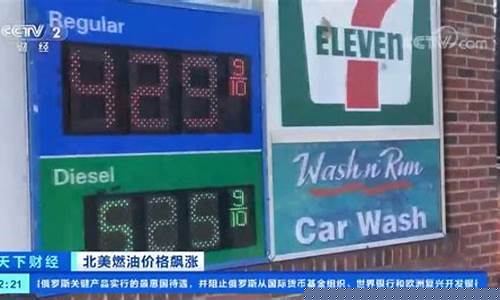 CCTV 2
财经
CCTV.com
Regular
429 9/10
7
ELEVEN
Diesel
525 9/10
Wash n' Run
Car Wash
天下财经
北美燃油价格飙涨
2:21
俄罗斯关键产品实行的最惠国待遇，并阻止俄罗斯从国际货币基金组织、世界银行和欧洲复兴开发银